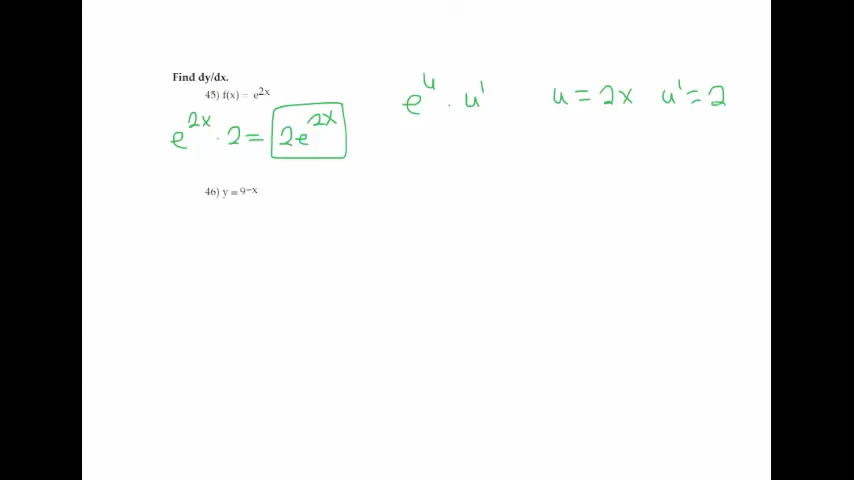 Find dy/dx.
45) f(x) = e^2x
e^u · u' u = 2x u' = 2
e^2x · 2 = 2e^2x
46) y = 9^-x